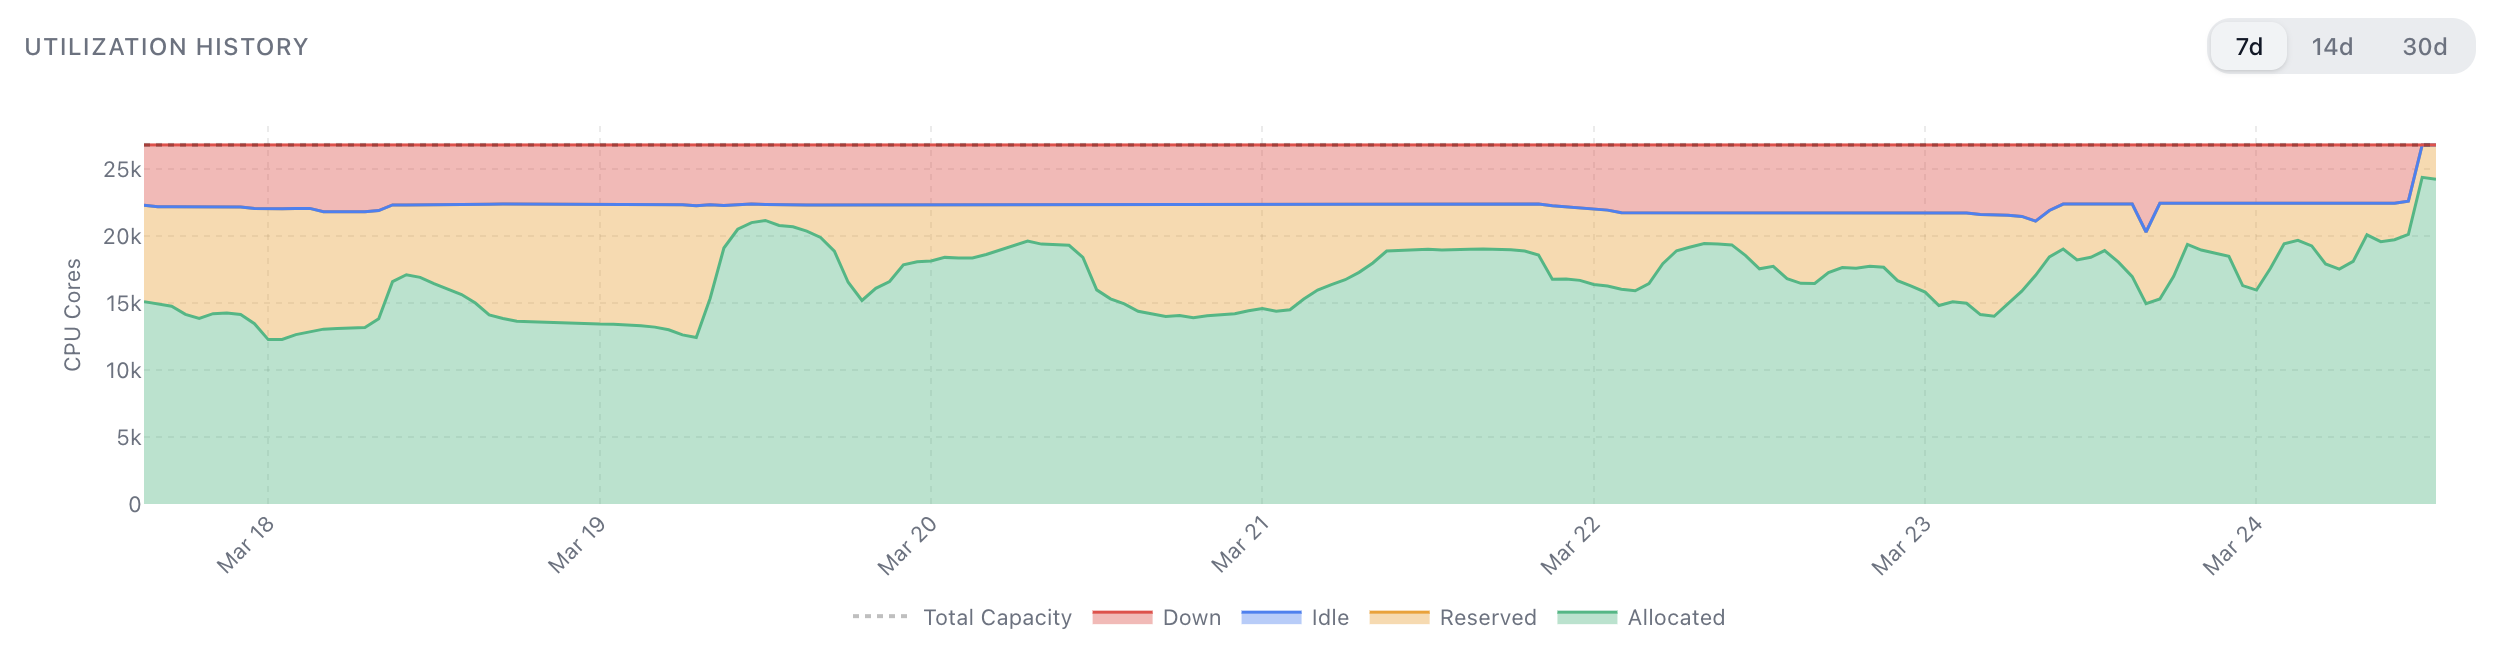 UTILIZATION HISTORY
7d 14d 30d
CPU Cores
25k
20k
15k
10k
5k
0
Mar 18 Mar 19 Mar 20 Mar 21 Mar 22 Mar 23 Mar 24
Total Capacity Down Idle Reserved Allocated